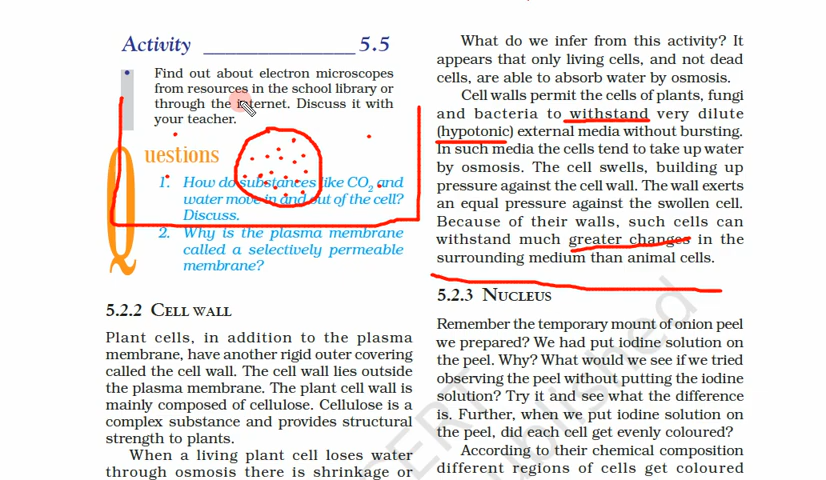 Activity _______________ 5.5
Find out about electron microscopes
from resources in the school library or
through the internet. Discuss it with
your teacher.
Questions
1. How do substances like CO₂ and
water move in and out of the cell?
Discuss.
2. Why is the plasma membrane
called a selectively permeable
membrane?
5.2.2 CELL WALL
Plant cells, in addition to the plasma
membrane, have another rigid outer covering
called the cell wall. The cell wall lies outside
the plasma membrane. The plant cell wall is
mainly composed of cellulose. Cellulose is a
complex substance and provides structural
strength to plants.
When a living plant cell loses water
through osmosis there is shrinkage or
What do we infer from this activity? It
appears that only living cells, and not dead
cells, are able to absorb water by osmosis.
Cell walls permit the cells of plants, fungi
and bacteria to withstand very dilute
(hypotonic) external media without bursting.
In such media the cells tend to take up water
by osmosis. The cell swells, building up
pressure against the cell wall. The wall exerts
an equal pressure against the swollen cell.
Because of their walls, such cells can
withstand much greater changes in the
surrounding medium than animal cells.
5.2.3 NUCLEUS
Remember the temporary mount of onion peel
we prepared? We had put iodine solution on
the peel. Why? What would we see if we tried
observing the peel without putting the iodine
solution? Try it and see what the difference
is. Further, when we put iodine solution on
the peel, did each cell get evenly coloured?
According to their chemical composition
different regions of cells get coloured